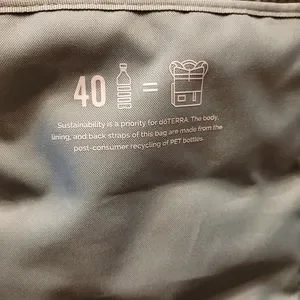 40 =
Sustainability is a priority for dōTERRA. The body,
lining, and back straps of this bag are made from the
post-consumer recycling of PET bottles.